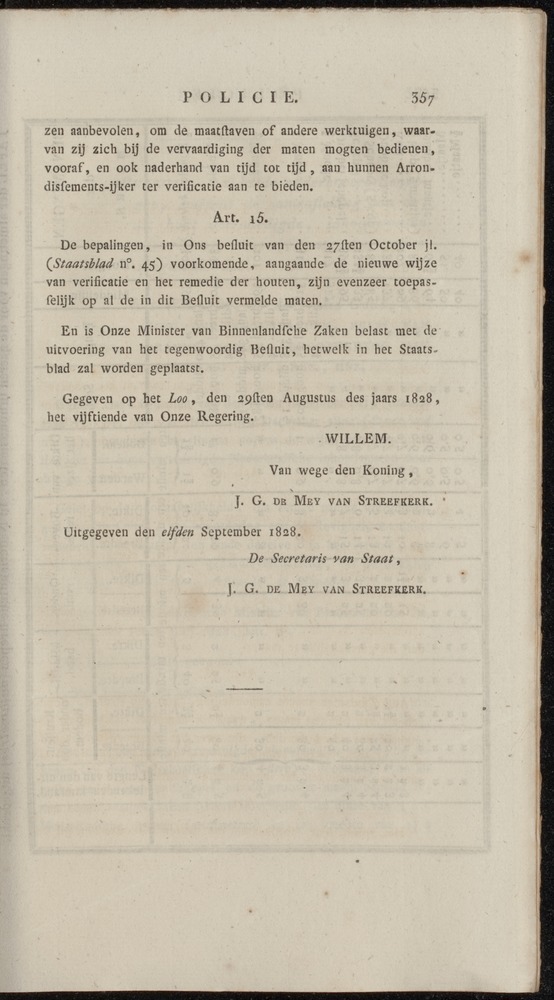 POLICIE. 357
zen aanbevolen, om de maatſtaven of andere werktuigen, waar-
van zij zich bij de vervaardiging der maten mogten bedienen,
vooraf, en ook naderhand van tijd tot tijd, aan hunnen Arron-
disſements-ijker ter verificatie aan te bieden.
Art. 15.
De bepalingen, in Ons beſluit van den 27ſten October jl.
(Staatsblad n°. 45) voorkomende, aangaande de nieuwe wijze
van verificatie en het remedie der houten, zijn evenzeer toepas-
ſelijk op al de in dit Beſluit vermelde maten.
En is Onze Minister van Binnenlandſche Zaken belast met de
uitvoering van het tegenwoordig Beſluit, hetwelk in het Staats-
blad zal worden geplaatst.
Gegeven op het Loo, den 29ſten Augustus des jaars 1828,
het vijftiende van Onze Regering.
WILLEM.
Van wege den Koning,
J. G. DE MEY VAN STREEFKERK.
Uitgegeven den elfden September 1828.
De Secretaris van Staat,
J. G. DE MEY VAN STREEFKERK.